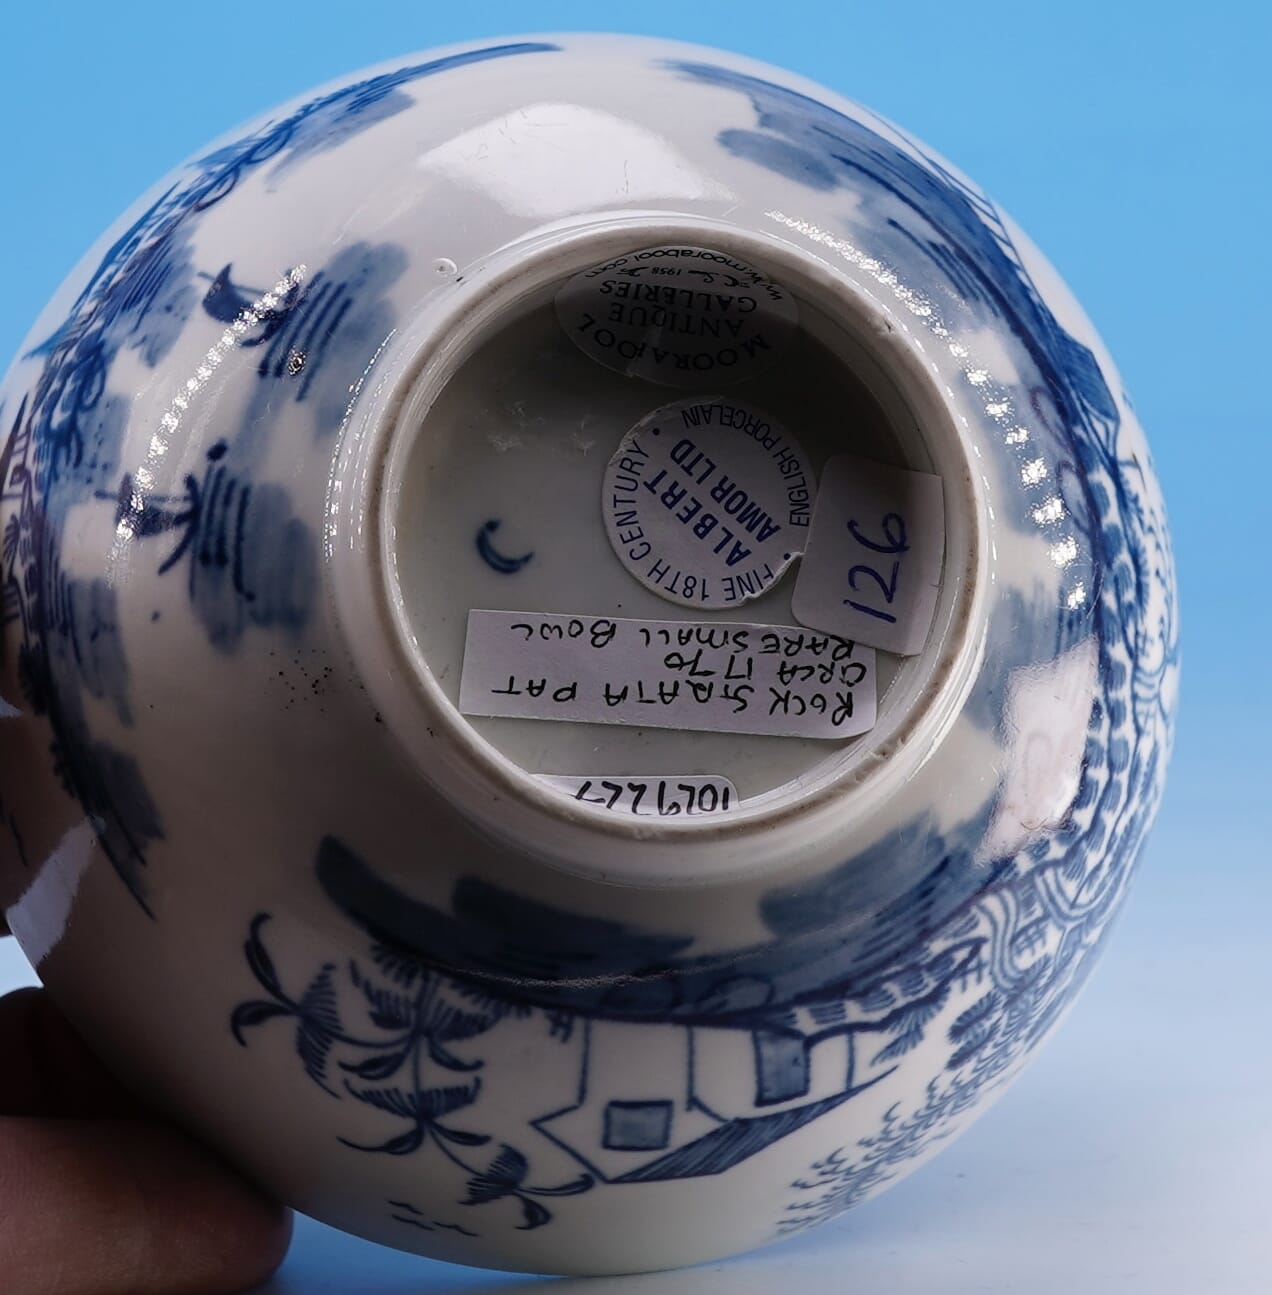 MOORABOOL
ANTIQUE
GALLERIES
1958
www.moorabool.com
FINE 18TH CENTURY
ALBERT
AMOR LTD
ENGLISH PORCELAIN
126
ROCK STRATA PAT
CIRCA 1770
RARE SMALL BOWL
1029227